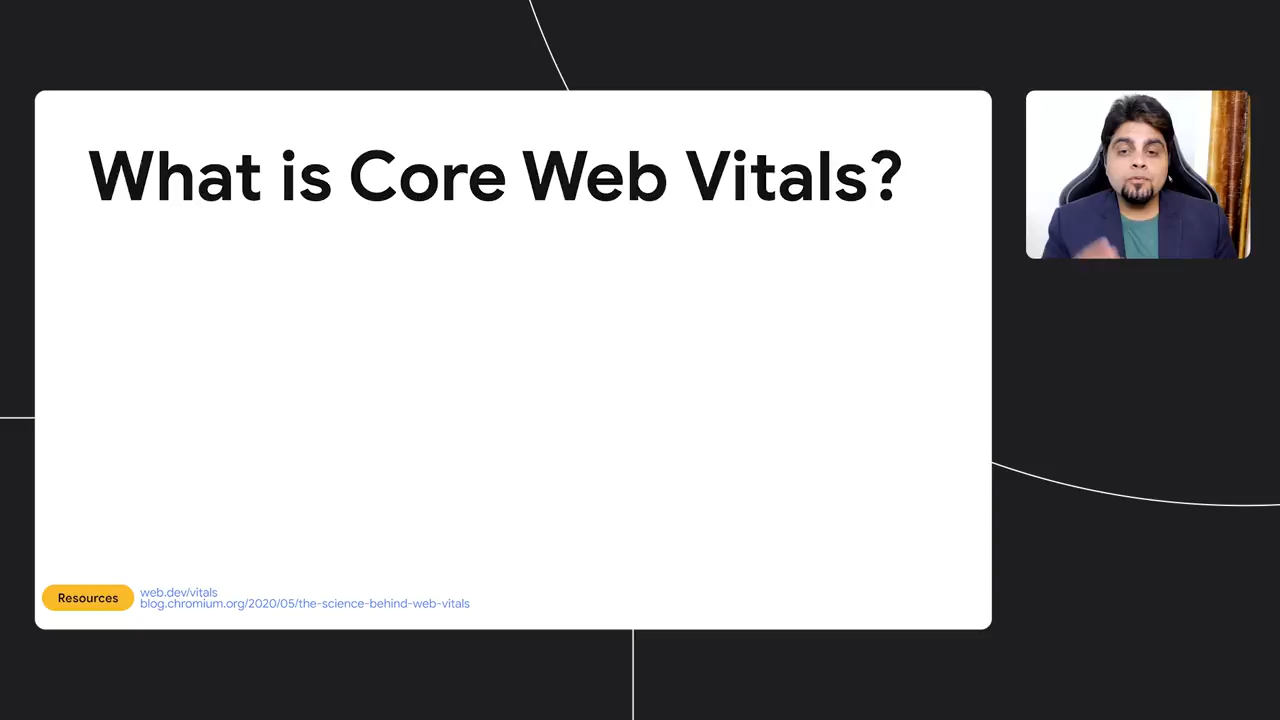 What is Core Web Vitals?
Resources
web.dev/vitals
blog.chromium.org/2020/05/the-science-behind-web-vitals